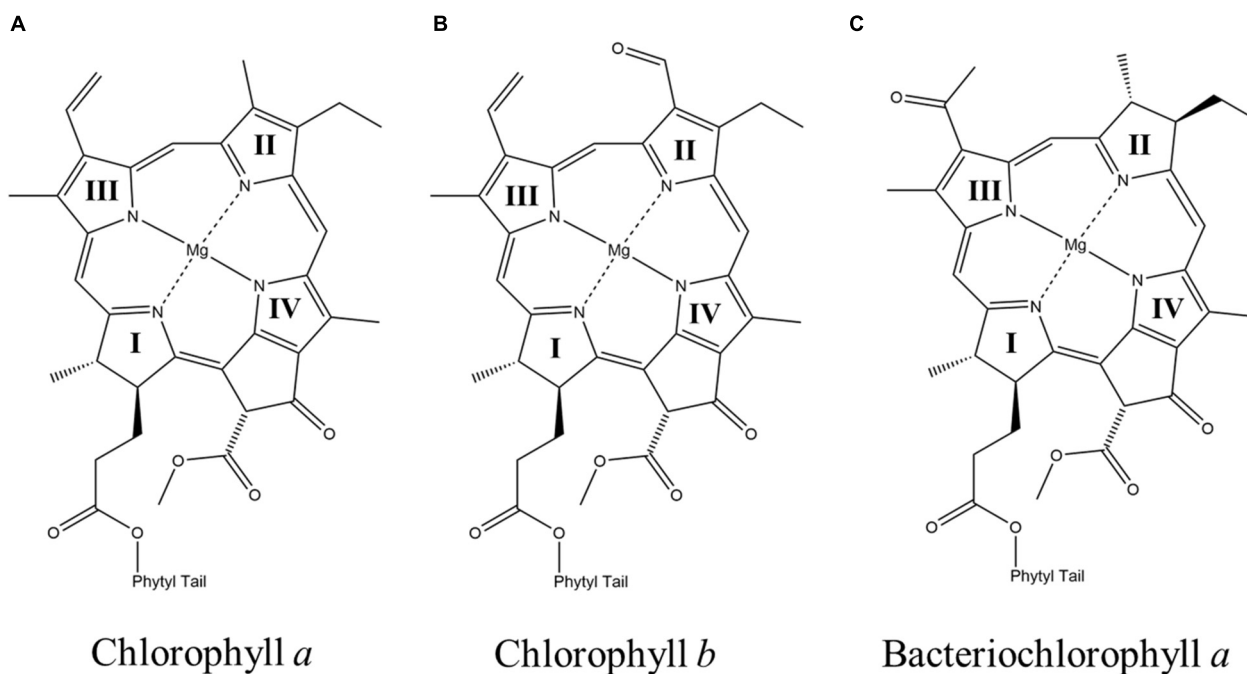 A
B
C
II
III
N
N
Mg
N
N
IV
I
O
O
O
O
O
Phytyl Tail
Chlorophyll a
O
II
III
N
N
Mg
N
N
IV
I
O
O
O
O
O
Phytyl Tail
Chlorophyll b
O
II
III
N
N
Mg
N
N
IV
I
O
O
O
O
O
Phytyl Tail
Bacteriochlorophyll a